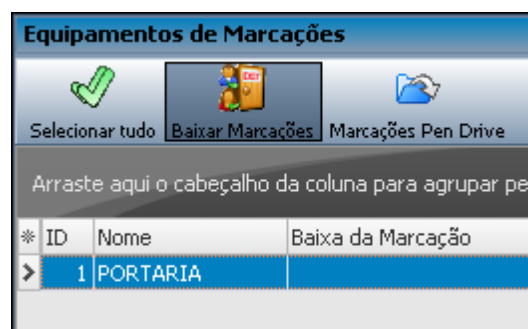 Equipamentos de Marcações
EXIT
Selecionar tudo Baixar Marcações Marcações Pen Drive
Arraste aqui o cabeçalho da coluna para agrupar pe
ID Nome Baixa da Marcação
1 PORTARIA